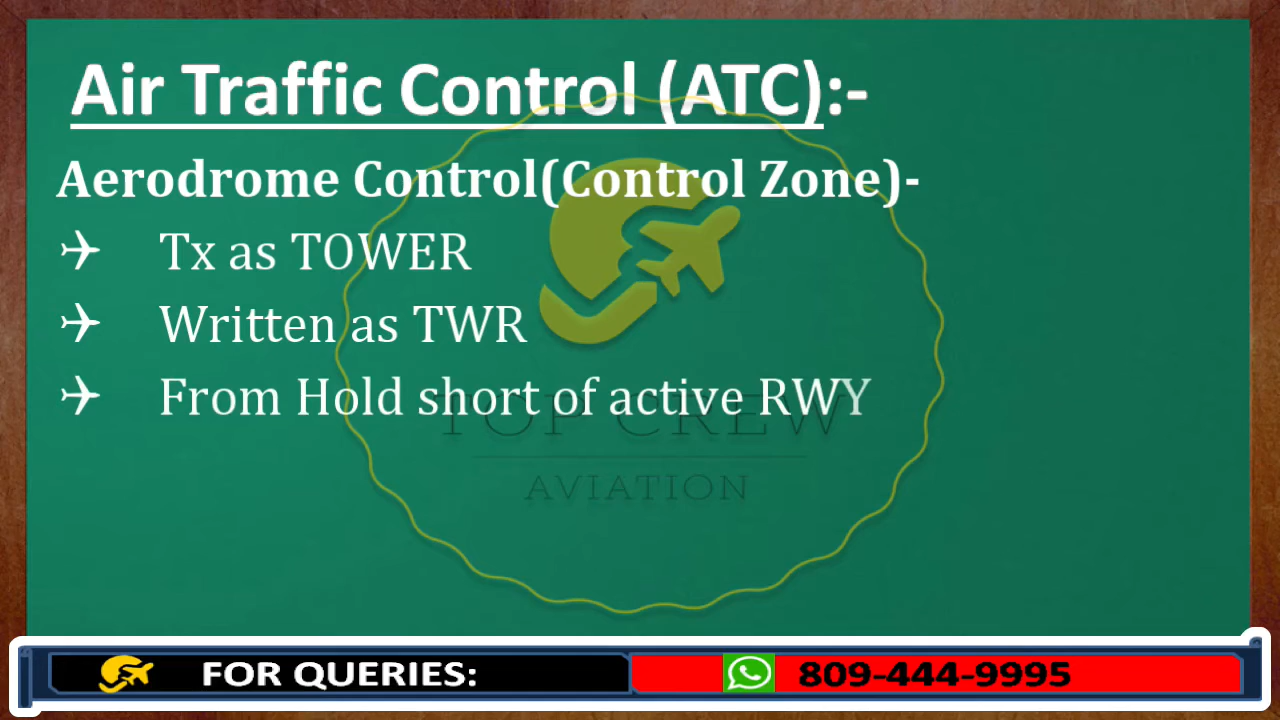 Air Traffic Control (ATC):-
Aerodrome Control(Control Zone)-
Tx as TOWER
Written as TWR
From Hold short of active RWY
TOP CREW
AVIATION
FOR QUERIES:
809-444-9995